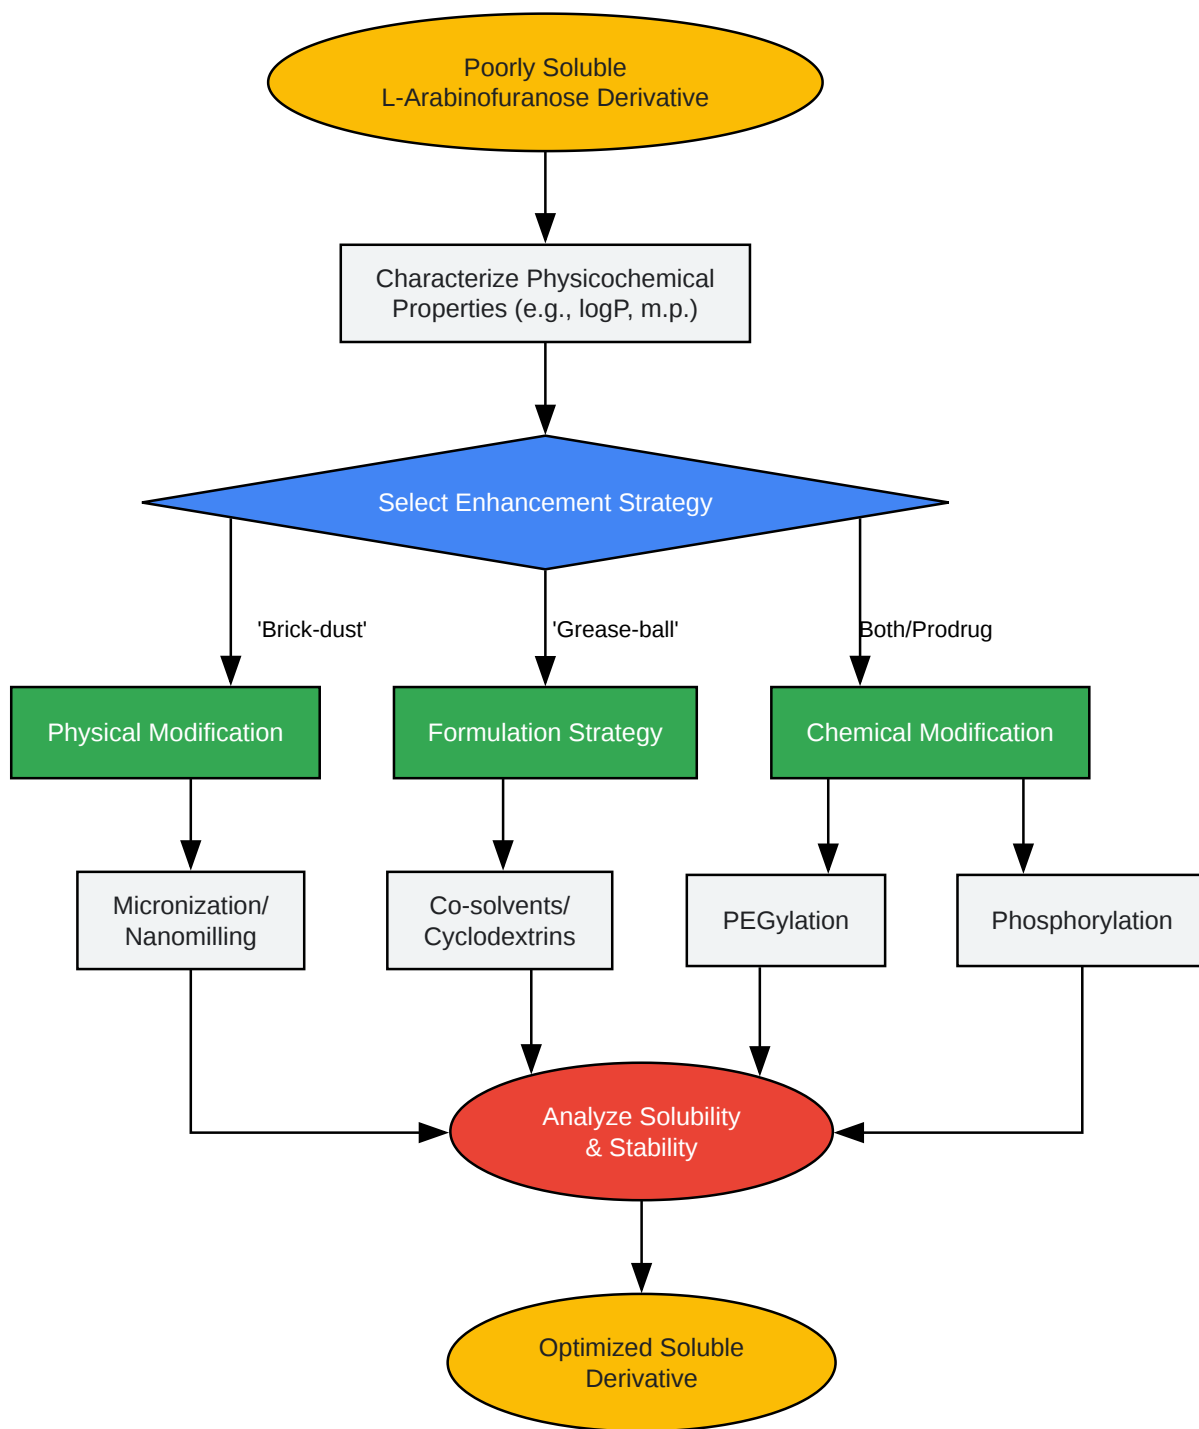 Poorly Soluble
L-Arabinofuranose Derivative
Characterize Physicochemical
Properties (e.g., logP, m.p.)
Select Enhancement Strategy
'Brick-dust'
'Grease-ball'
Both/Prodrug
Physical Modification
Formulation Strategy
Chemical Modification
Micronization/
Nanomilling
Co-solvents/
Cyclodextrins
PEGylation
Phosphorylation
Analyze Solubility
& Stability
Optimized Soluble
Derivative